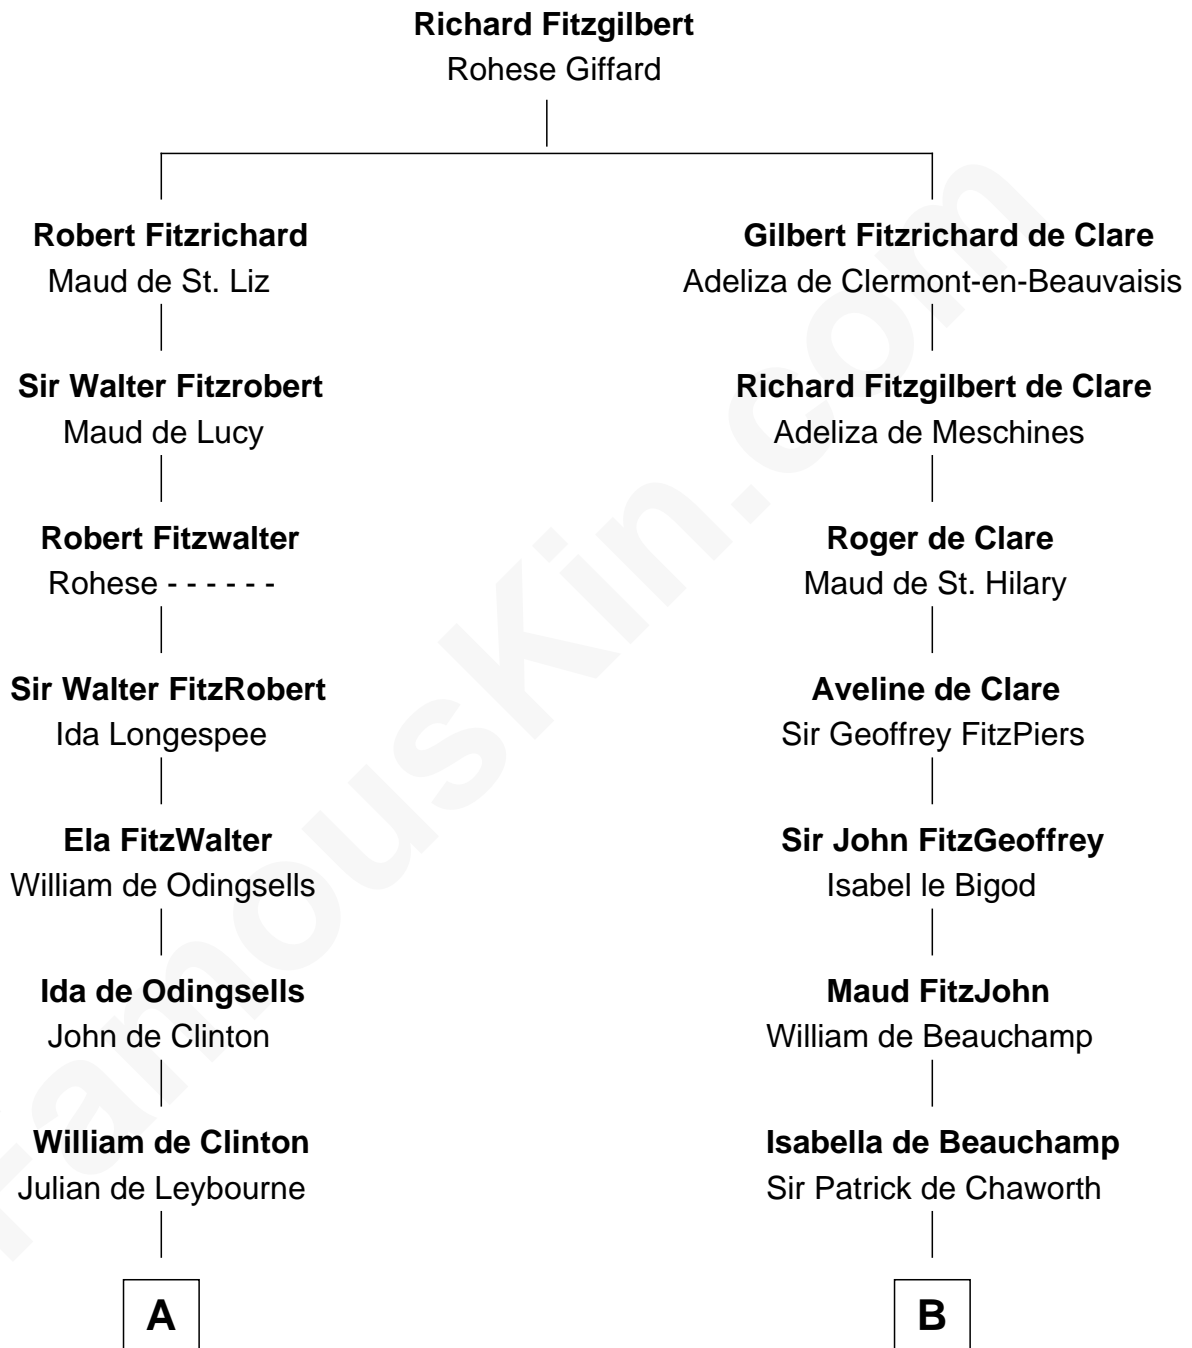 Richard Fitzgilbert
Rohese Giffard
Robert Fitzrichard
Maud de St. Liz
Sir Walter Fitzrobert
Maud de Lucy
Robert Fitzwalter
Rohese - - - - - -
Sir Walter FitzRobert
Ida Longespee
Ela FitzWalter
William de Odingsells
Ida de Odingsells
John de Clinton
William de Clinton
Julian de Leybourne
A
Gilbert Fitzrichard de Clare
Adeliza de Clermont-en-Beauvaisis
Richard Fitzgilbert de Clare
Adeliza de Meschines
Roger de Clare
Maud de St. Hilary
Aveline de Clare
Sir Geoffrey FitzPiers
Sir John FitzGeoffrey
Isabel le Bigod
Maud FitzJohn
William de Beauchamp
Isabella de Beauchamp
Sir Patrick de Chaworth
B
FamousKin.com